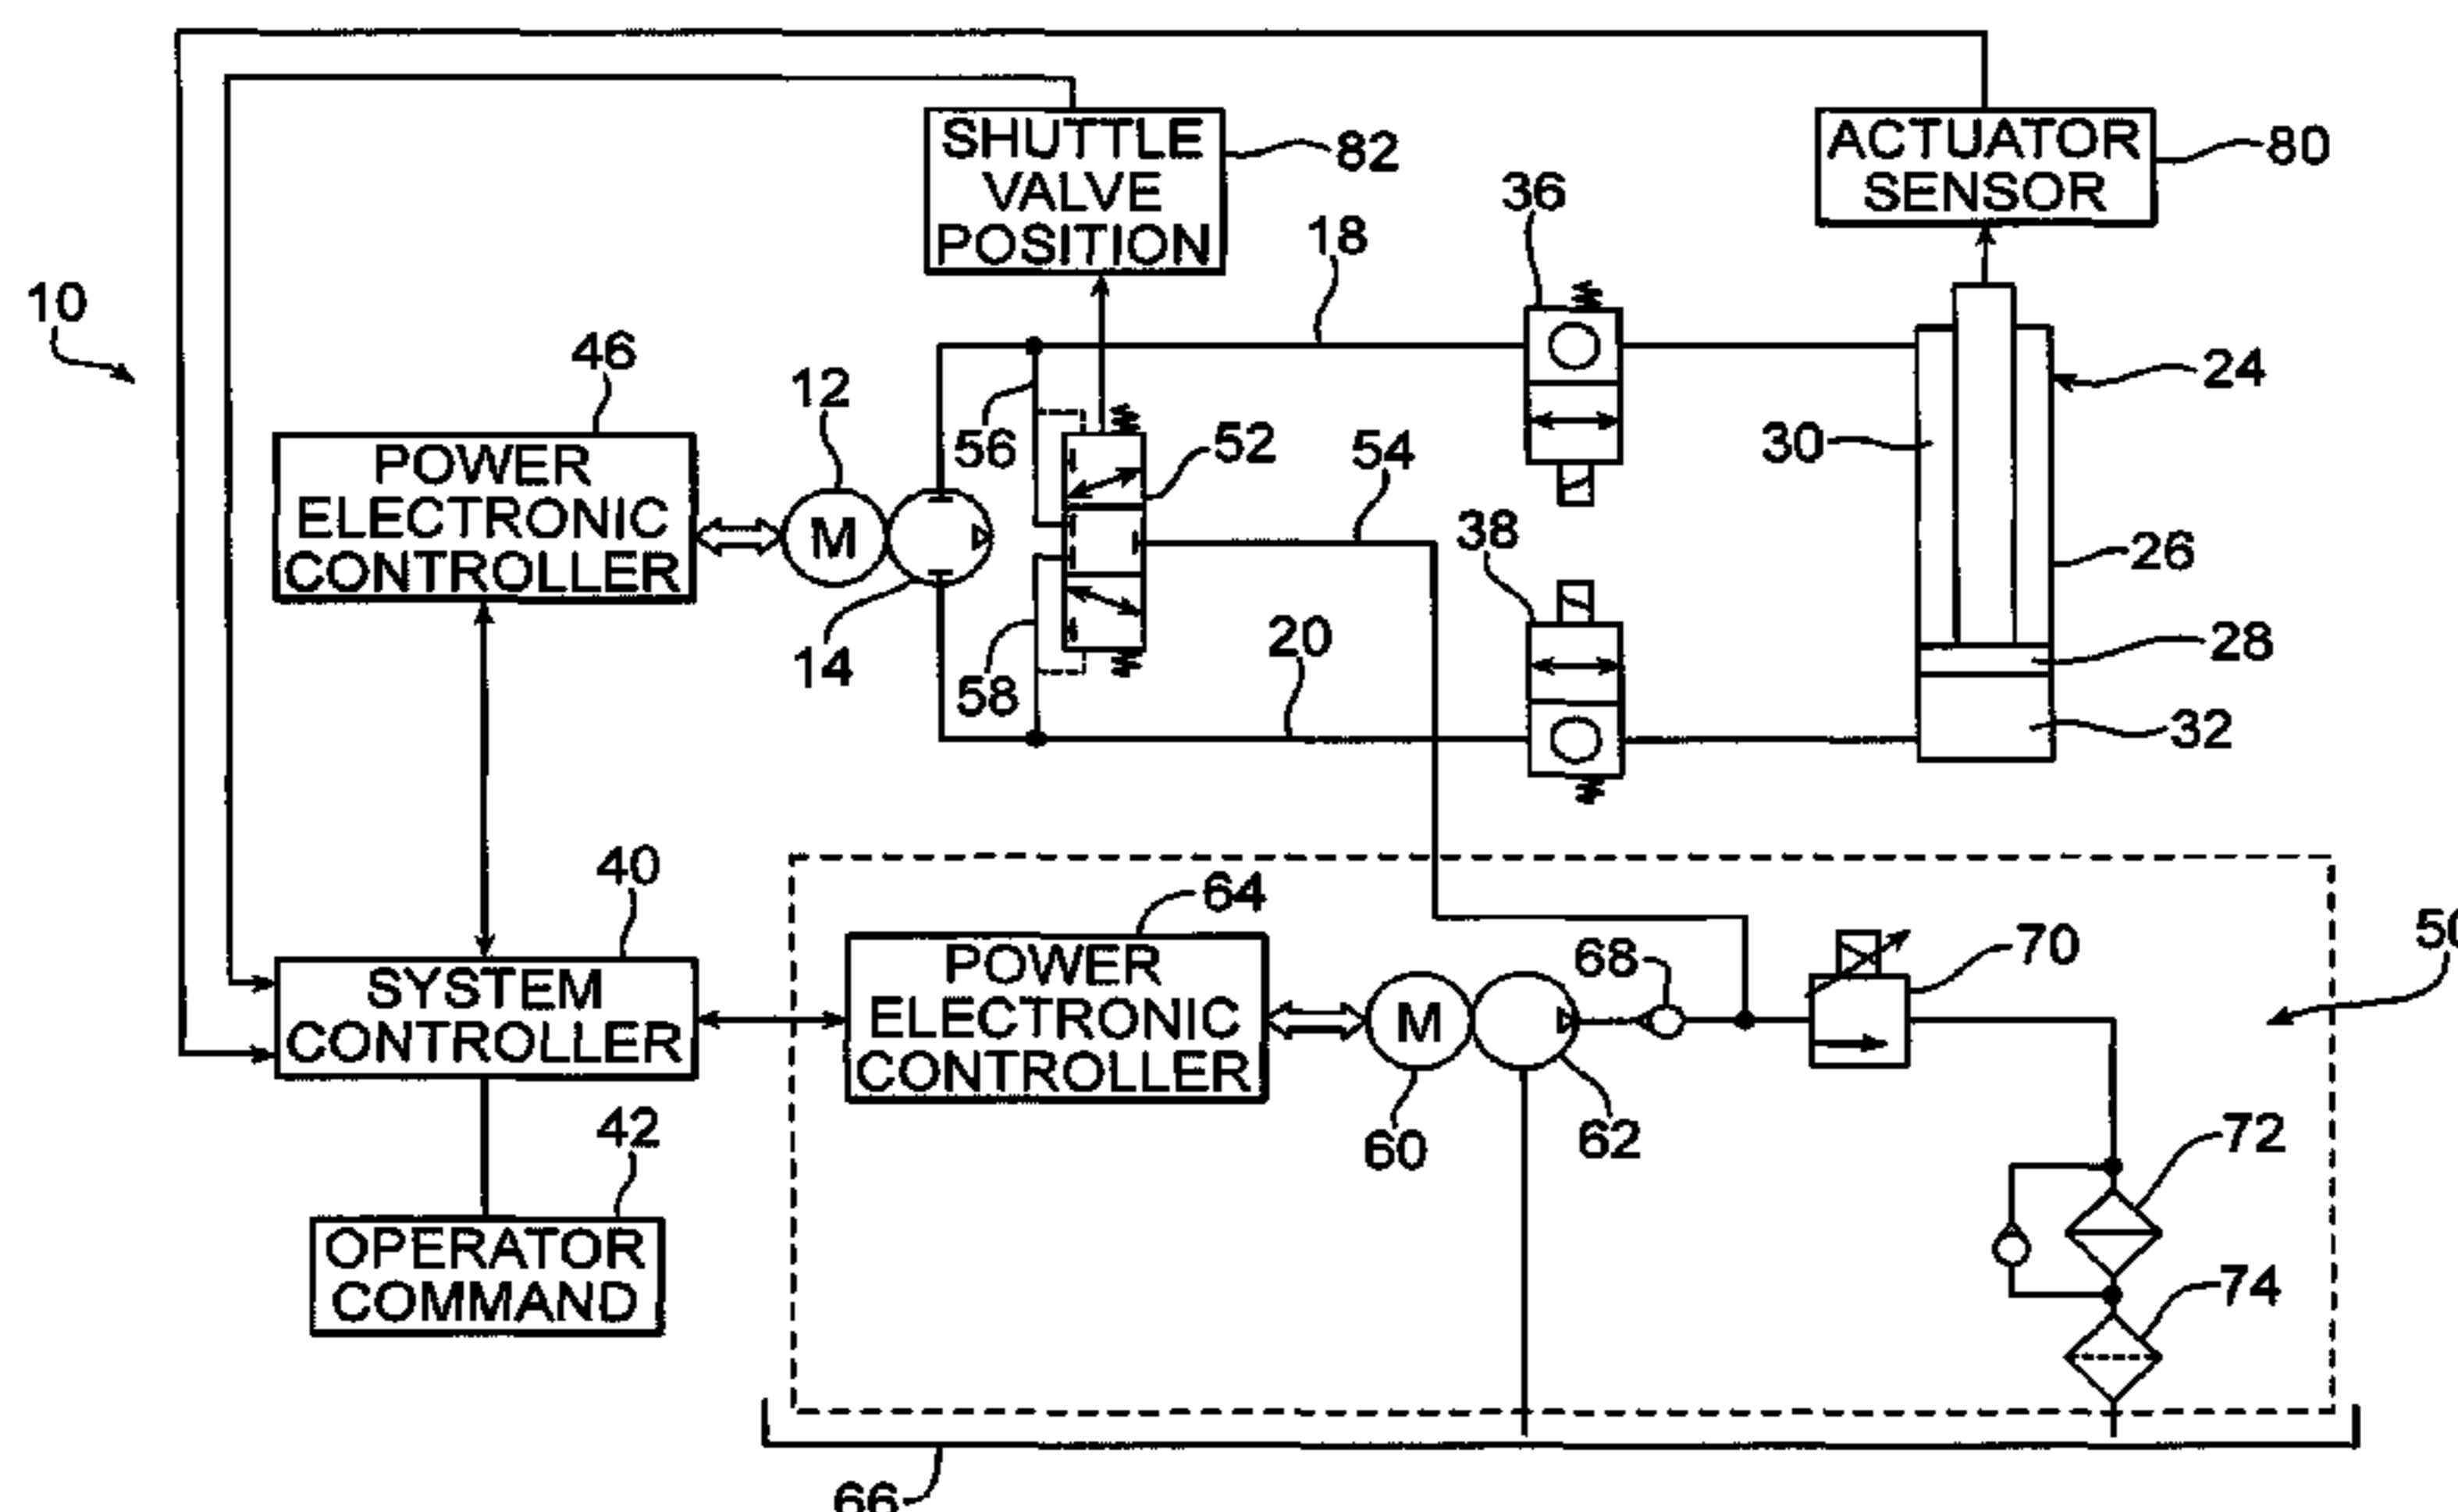 SHUTTLE
VALVE
POSITION
82
ACTUATOR
SENSOR
80
36
18
10
46
12
24
POWER
ELECTRONIC
CONTROLLER
M
56
52
54
30
38
26
14
58
20
28
32
40
64
50
SYSTEM
CONTROLLER
POWER
ELECTRONIC
CONTROLLER
M
68
70
60
62
72
42
OPERATOR
COMMAND
74
66